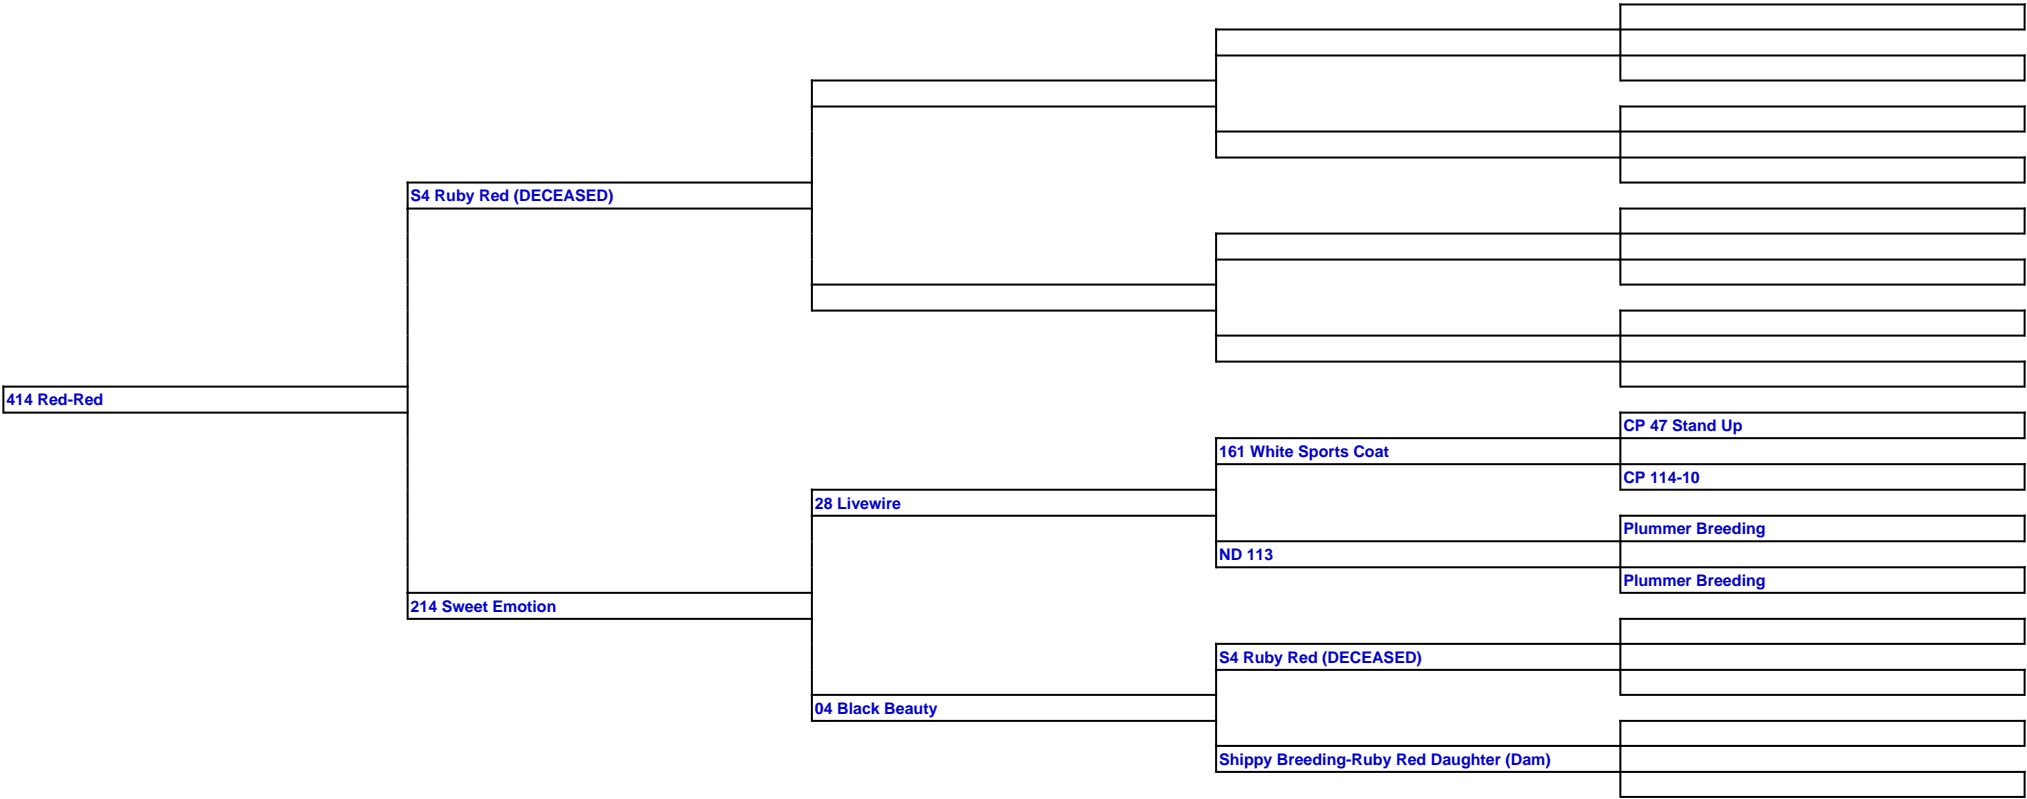 S4 Ruby Red (DECEASED)
414 Red-Red
CP 47 Stand Up
161 White Sports Coat
CP 114-10
28 Livewire
Plummer Breeding
ND 113
Plummer Breeding
214 Sweet Emotion
S4 Ruby Red (DECEASED)
04 Black Beauty
Shippy Breeding-Ruby Red Daughter (Dam)